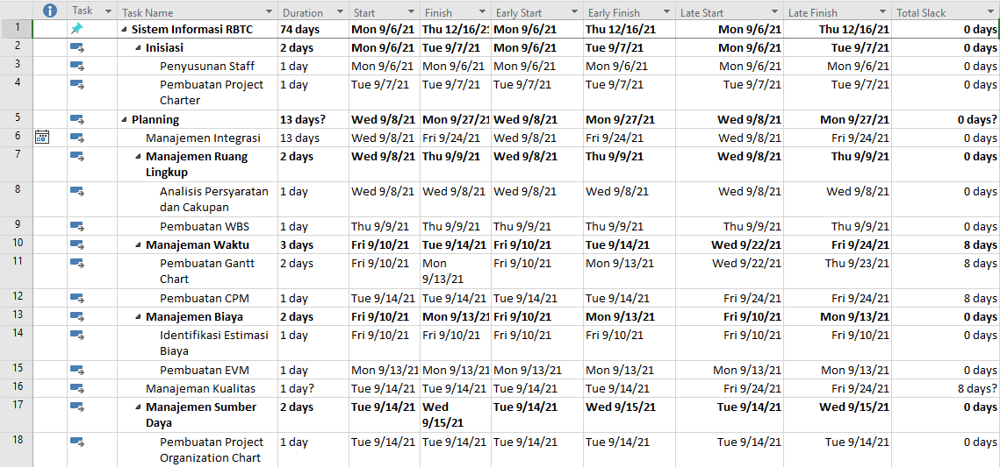 Task Task Name Duration Start Finish Early Start Early Finish Late Start Late Finish Total Slack
1 Sistem Informasi RBTC 74 days Mon 9/6/21 Thu 12/16/21 Mon 9/6/21 Thu 12/16/21 Mon 9/6/21 Thu 12/16/21 0 days
2 Inisiasi 2 days Mon 9/6/21 Tue 9/7/21 Mon 9/6/21 Tue 9/7/21 Mon 9/6/21 Tue 9/7/21 0 days
3 Penyusunan Staff 1 day Mon 9/6/21 Mon 9/6/21 Mon 9/6/21 Mon 9/6/21 Mon 9/6/21 Mon 9/6/21 0 days
4 Pembuatan Project 1 day Tue 9/7/21 Tue 9/7/21 Tue 9/7/21 Tue 9/7/21 Tue 9/7/21 Tue 9/7/21 0 days
Charter
5 Planning 13 days? Wed 9/8/21 Mon 9/27/21 Wed 9/8/21 Mon 9/27/21 Wed 9/8/21 Mon 9/27/21 0 days?
6 Manajemen Integrasi 13 days Wed 9/8/21 Fri 9/24/21 Wed 9/8/21 Fri 9/24/21 Wed 9/8/21 Fri 9/24/21 0 days
7 Manajemen Ruang 2 days Wed 9/8/21 Thu 9/9/21 Wed 9/8/21 Thu 9/9/21 Wed 9/8/21 Thu 9/9/21 0 days
Lingkup
8 Analisis Persyaratan 1 day Wed 9/8/21 Wed 9/8/21 Wed 9/8/21 Wed 9/8/21 Wed 9/8/21 Wed 9/8/21 0 days
dan Cakupan
9 Pembuatan WBS 1 day Thu 9/9/21 Thu 9/9/21 Thu 9/9/21 Thu 9/9/21 Thu 9/9/21 Thu 9/9/21 0 days
10 Manajeman Waktu 3 days Fri 9/10/21 Tue 9/14/21 Fri 9/10/21 Tue 9/14/21 Wed 9/22/21 Fri 9/24/21 8 days
11 Pembuatan Gantt 2 days Fri 9/10/21 Mon Fri 9/10/21 Mon 9/13/21 Wed 9/22/21 Thu 9/23/21 8 days
Chart 9/13/21
12 Pembuatan CPM 1 day Tue 9/14/21 Tue 9/14/21 Tue 9/14/21 Tue 9/14/21 Fri 9/24/21 Fri 9/24/21 8 days
13 Manajemen Biaya 2 days Fri 9/10/21 Mon 9/13/21 Fri 9/10/21 Mon 9/13/21 Fri 9/10/21 Mon 9/13/21 0 days
14 Identifikasi Estimasi 1 day Fri 9/10/21 Fri 9/10/21 Fri 9/10/21 Fri 9/10/21 Fri 9/10/21 Fri 9/10/21 0 days
Biaya
15 Pembuatan EVM 1 day Mon 9/13/21 Mon 9/13/21 Mon 9/13/21 Mon 9/13/21 Mon 9/13/21 Mon 9/13/21 0 days
16 Manajeman Kualitas 1 day? Tue 9/14/21 Tue 9/14/21 Tue 9/14/21 Tue 9/14/21 Fri 9/24/21 Fri 9/24/21 8 days?
17 Manajemen Sumber 2 days Tue 9/14/21 Wed Tue 9/14/21 Wed 9/15/21 Tue 9/14/21 Wed 9/15/21 0 days
Daya 9/15/21
18 Pembuatan Project 1 day Tue 9/14/21 Tue 9/14/21 Tue 9/14/21 Tue 9/14/21 Tue 9/14/21 Tue 9/14/21 0 days
Organization Chart